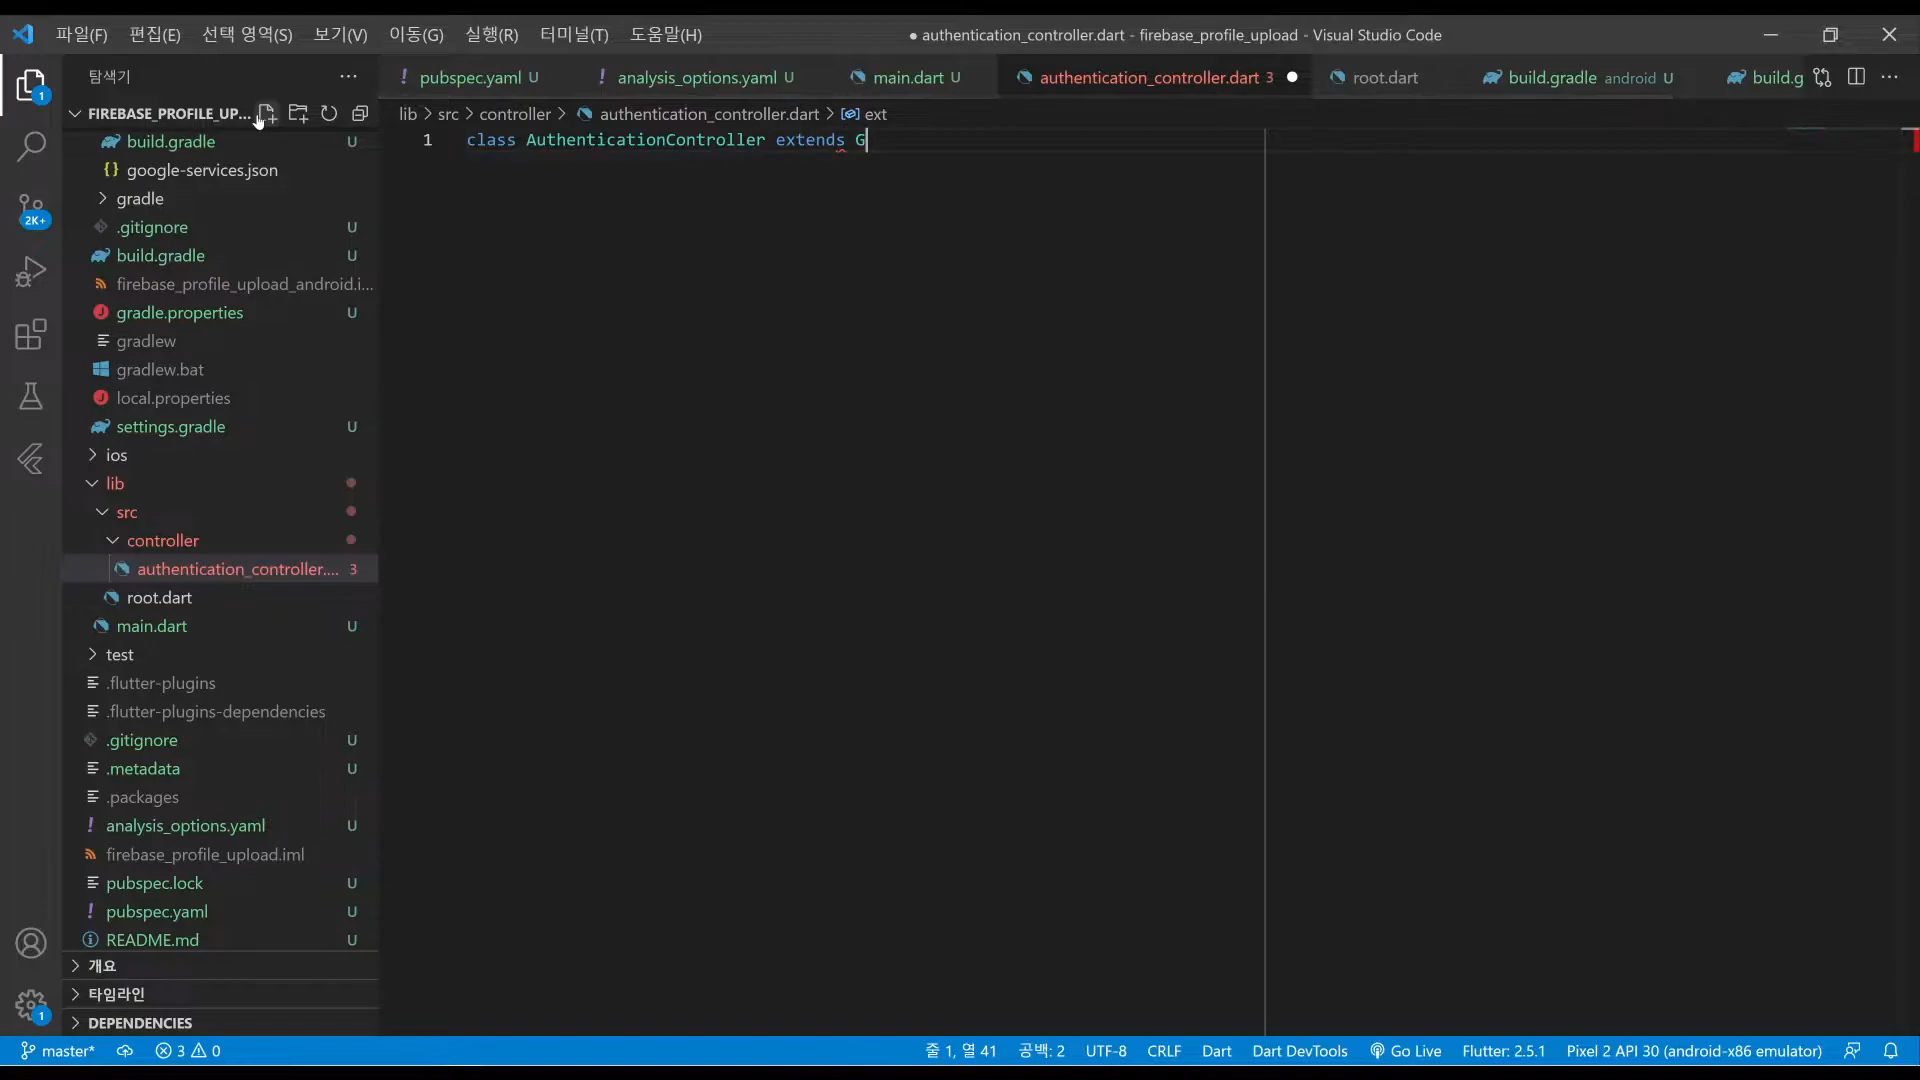 파일(F) 편집(E) 선택 영역(S) 보기(V) 이동(G) 실행(R) 터미널(T) 도움말(H) ● authentication_controller.dart - firebase_profile_upload - Visual Studio Code
탐색기 ...
! pubspec.yaml U ! analysis_options.yaml U main.dart U authentication_controller.dart 3 ● root.dart build.gradle android U build.g ...
FIREBASE_PROFILE_UP...
lib > src > controller > authentication_controller.dart > ext
1 class AuthenticationController extends G
build.gradle U
{} google-services.json
gradle
.gitignore U
build.gradle U
firebase_profile_upload_android.i...
gradle.properties U
gradlew
gradlew.bat
local.properties
settings.gradle U
ios
lib
src
controller
authentication_controller.... 3
root.dart
main.dart U
test
.flutter-plugins
.flutter-plugins-dependencies
.gitignore U
.metadata U
.packages
! analysis_options.yaml U
firebase_profile_upload.iml
pubspec.lock U
! pubspec.yaml U
README.md U
개요
타임라인
DEPENDENCIES
1
2K+
1
master* 3 0 줄 1, 열 41 공백: 2 UTF-8 CRLF Dart Dart DevTools Go Live Flutter: 2.5.1 Pixel 2 API 30 (android-x86 emulator)